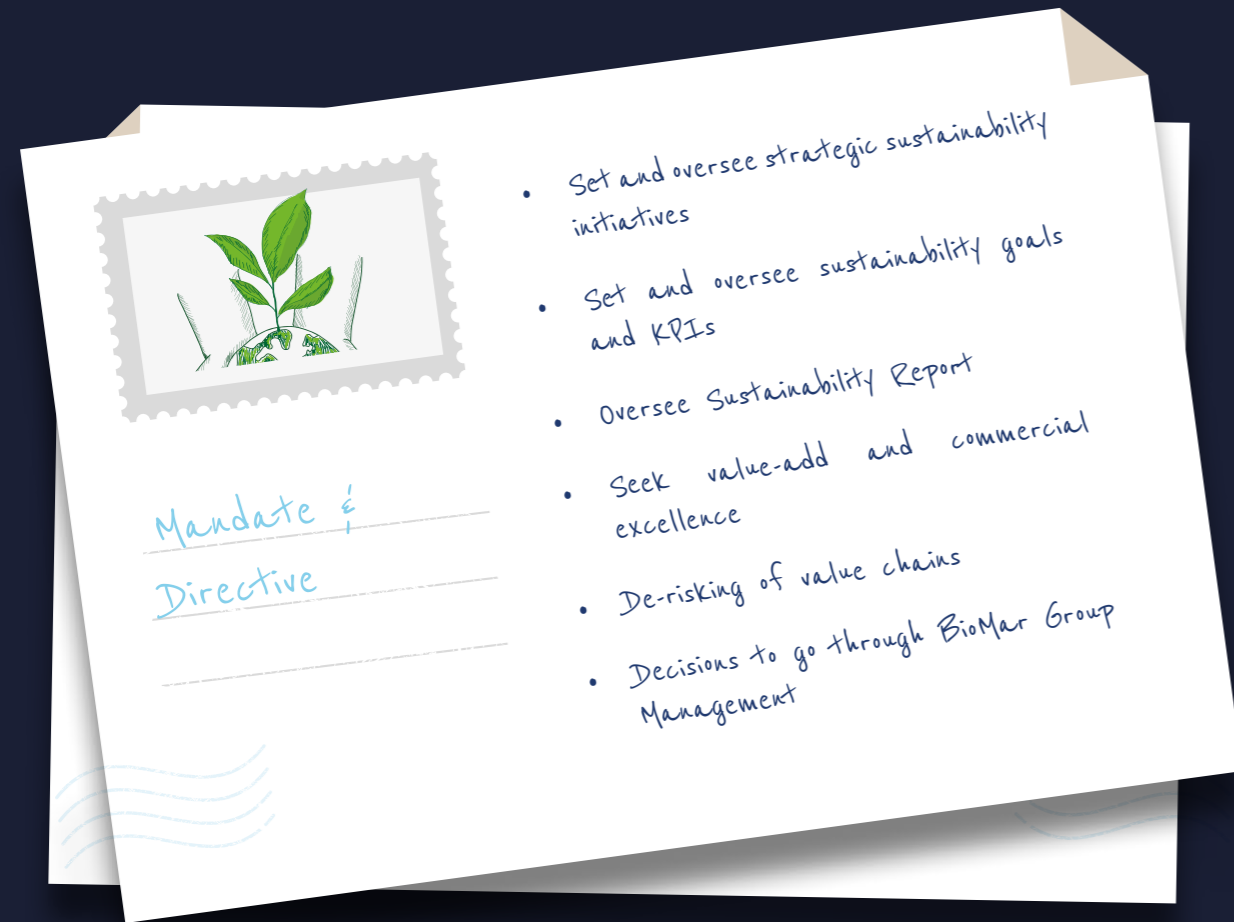 Mandate &
Directive
• Set and oversee strategic sustainability
initiatives
• Set and oversee sustainability goals
and KPIs
• Oversee Sustainability Report
• Seek value-add and commercial
excellence
• De-risking of value chains
• Decisions to go through BioMar Group
Management